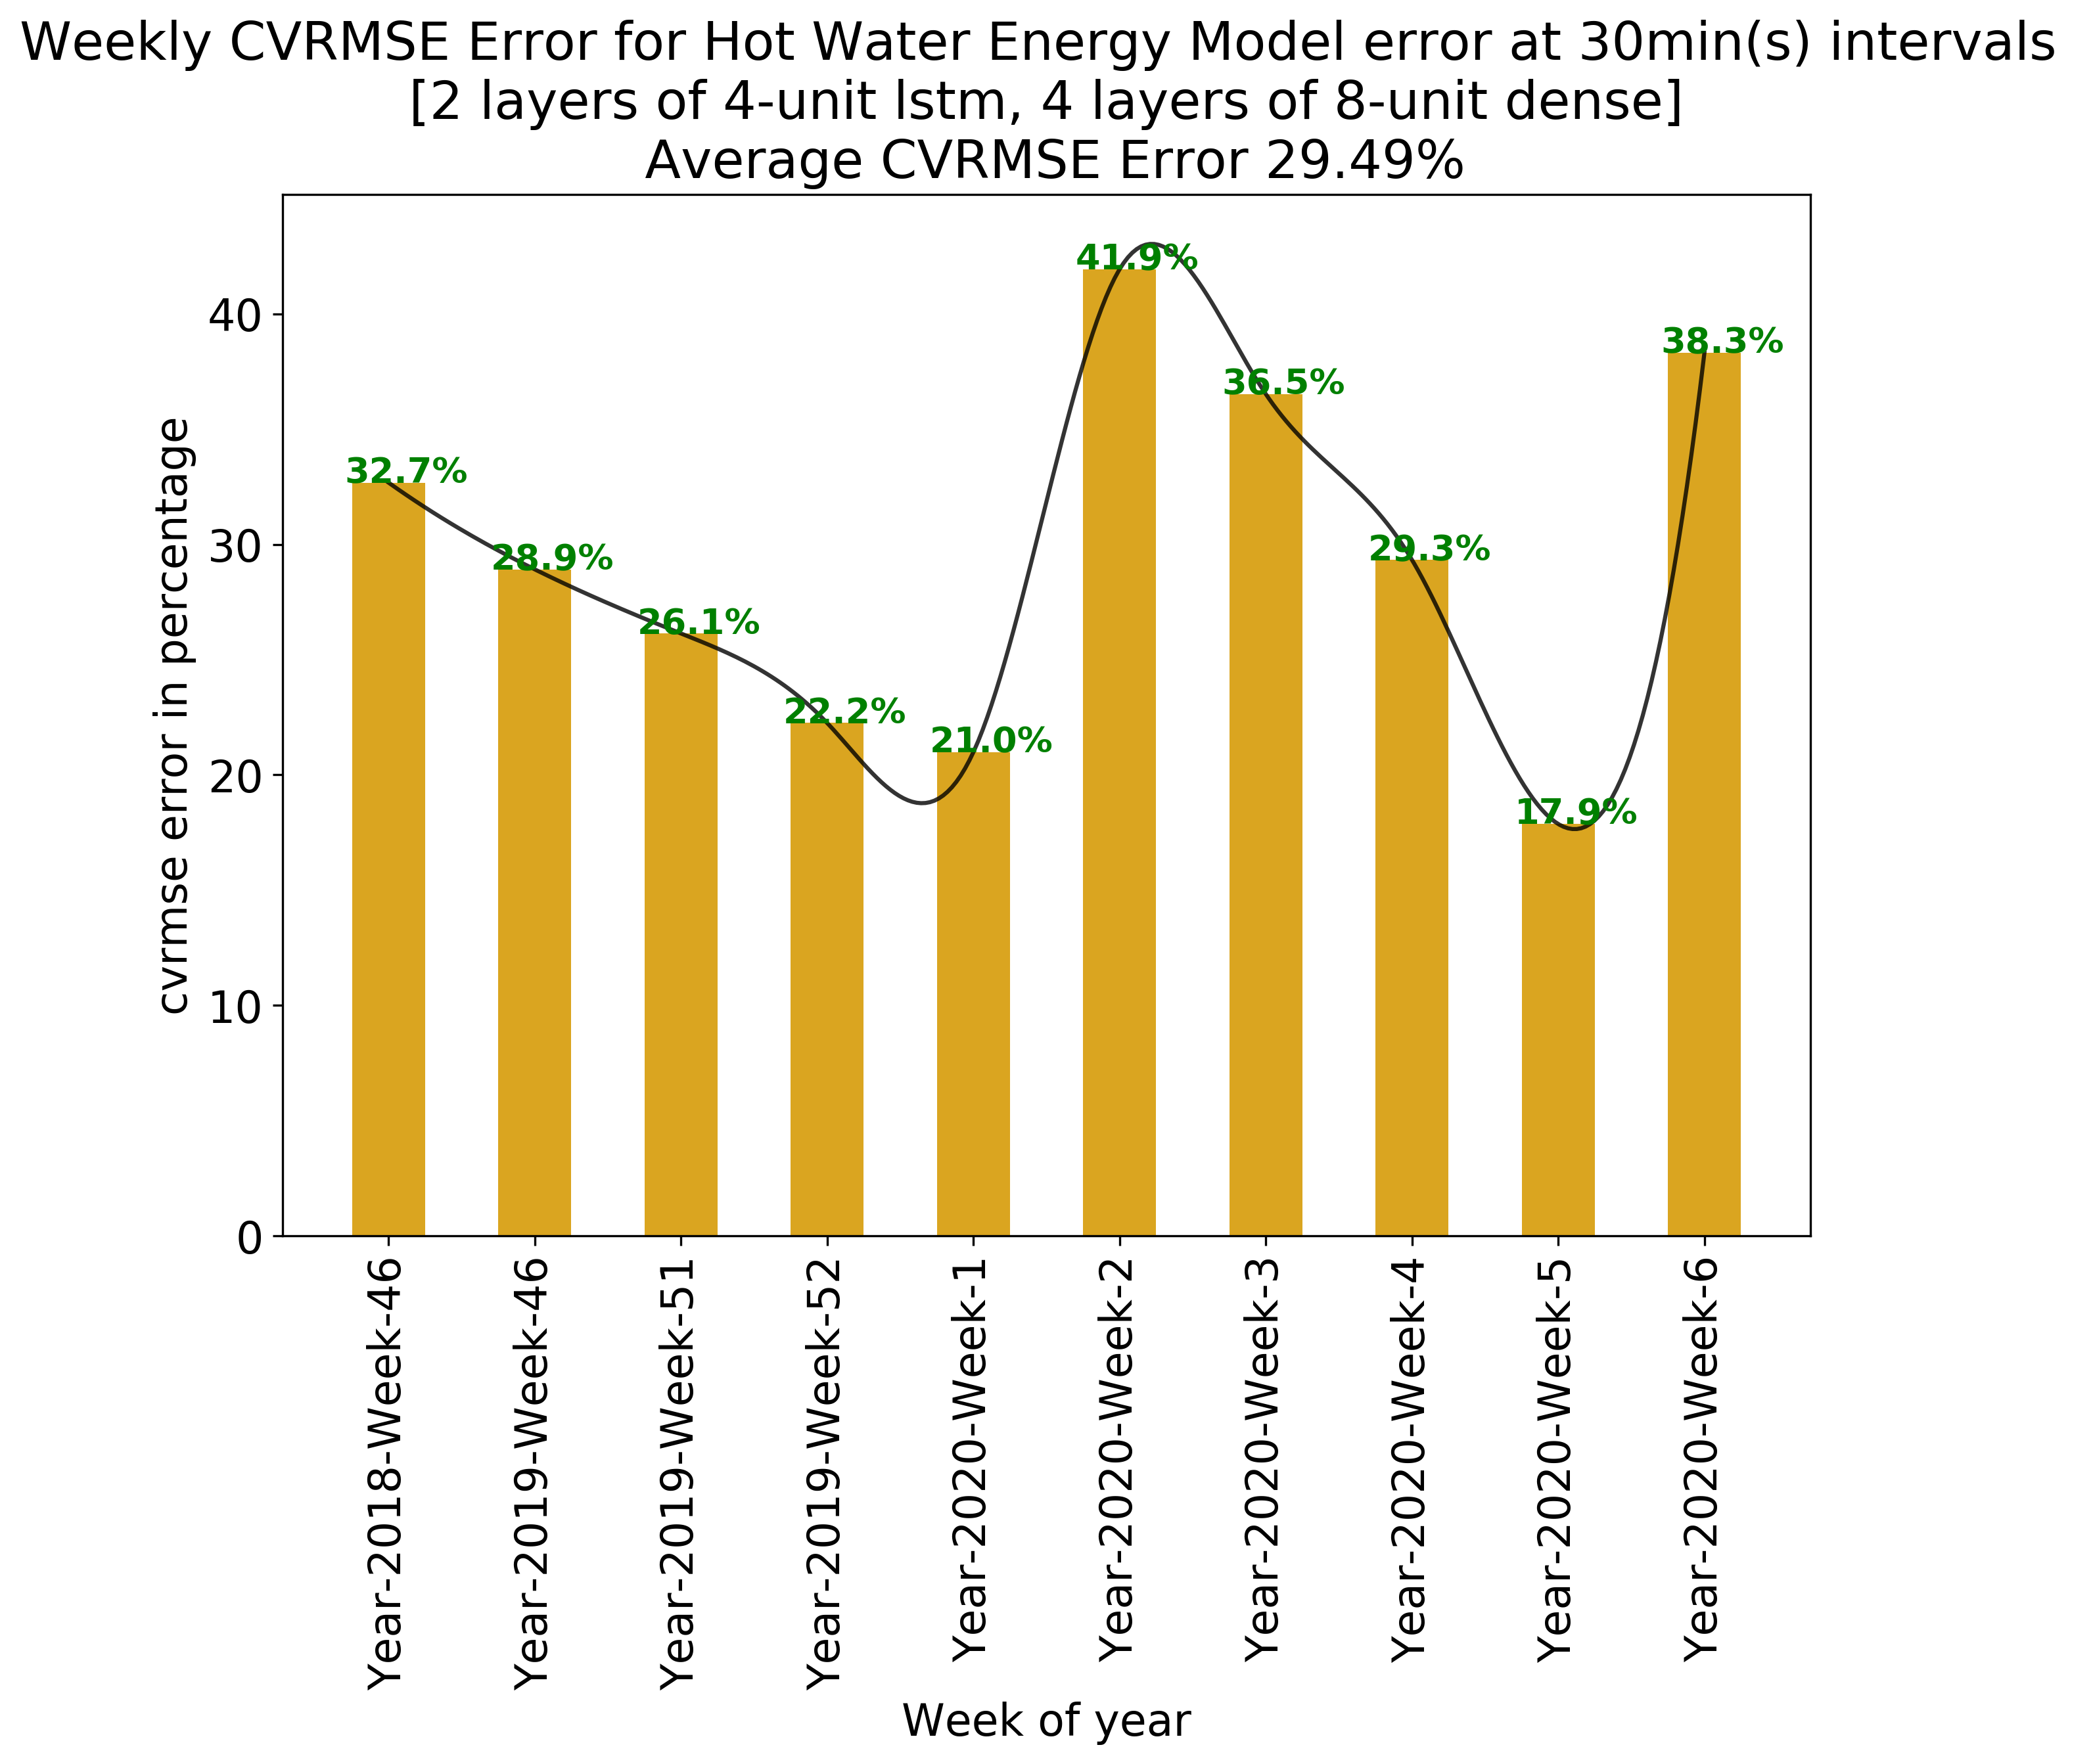 Weekly CVRMSE Error for Hot Water Energy Model error at 30min(s) intervals
[2 layers of 4-unit lstm, 4 layers of 8-unit dense]
Average CVRMSE Error 29.49%
cvrmse error in percentage
40
30
20
10
0
32.7%
28.9%
26.1%
22.2%
21.0%
41.9%
36.5%
29.3%
17.9%
38.3%
Year-2018-Week-46
Year-2019-Week-46
Year-2019-Week-51
Year-2019-Week-52
Year-2020-Week-1
Year-2020-Week-2
Year-2020-Week-3
Year-2020-Week-4
Year-2020-Week-5
Year-2020-Week-6
Week of year